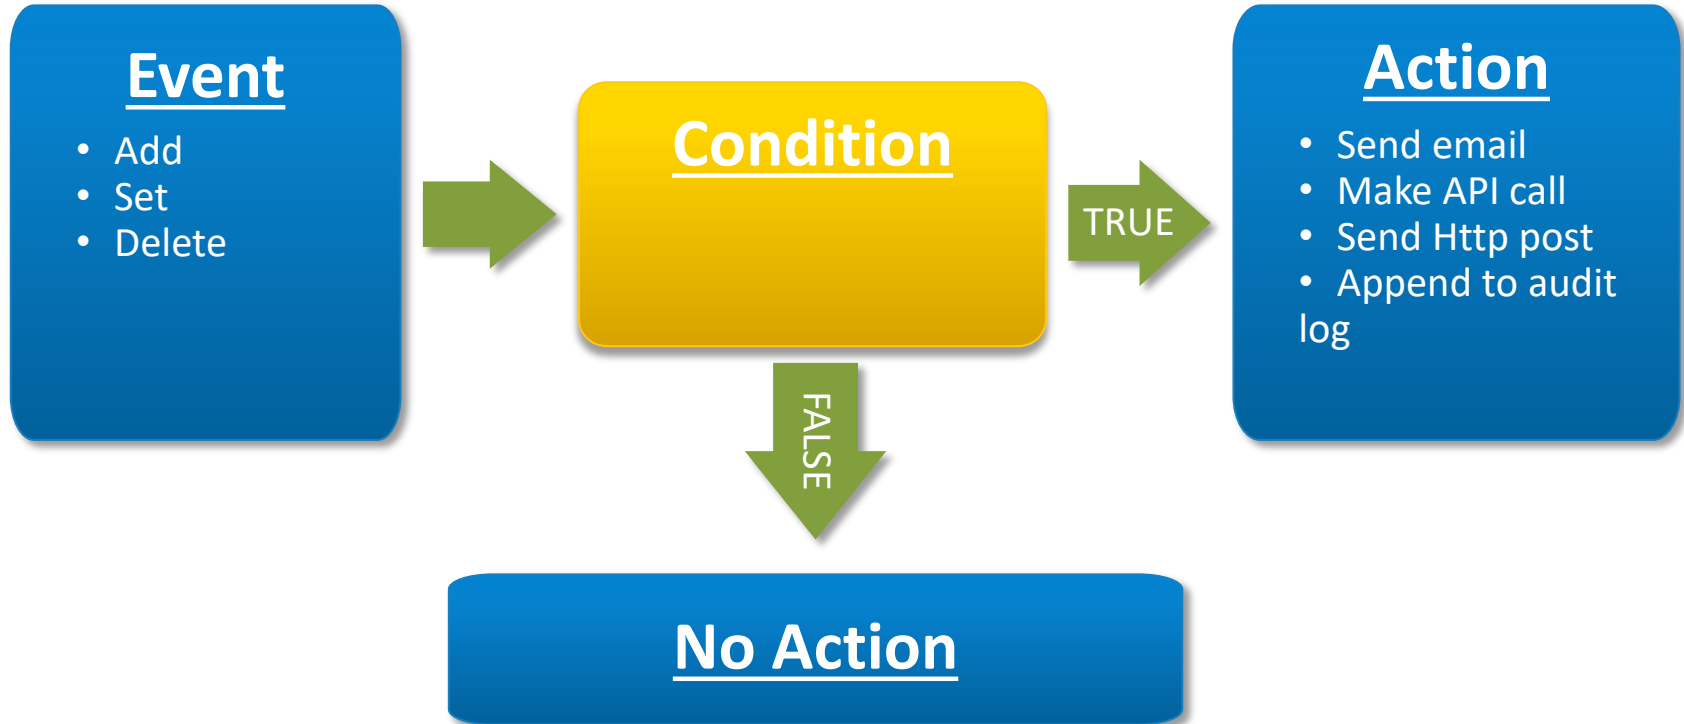 Event
• Add
• Set
• Delete
Condition
TRUE
FALSE
Action
• Send email
• Make API call
• Send Http post
• Append to audit
log
No Action